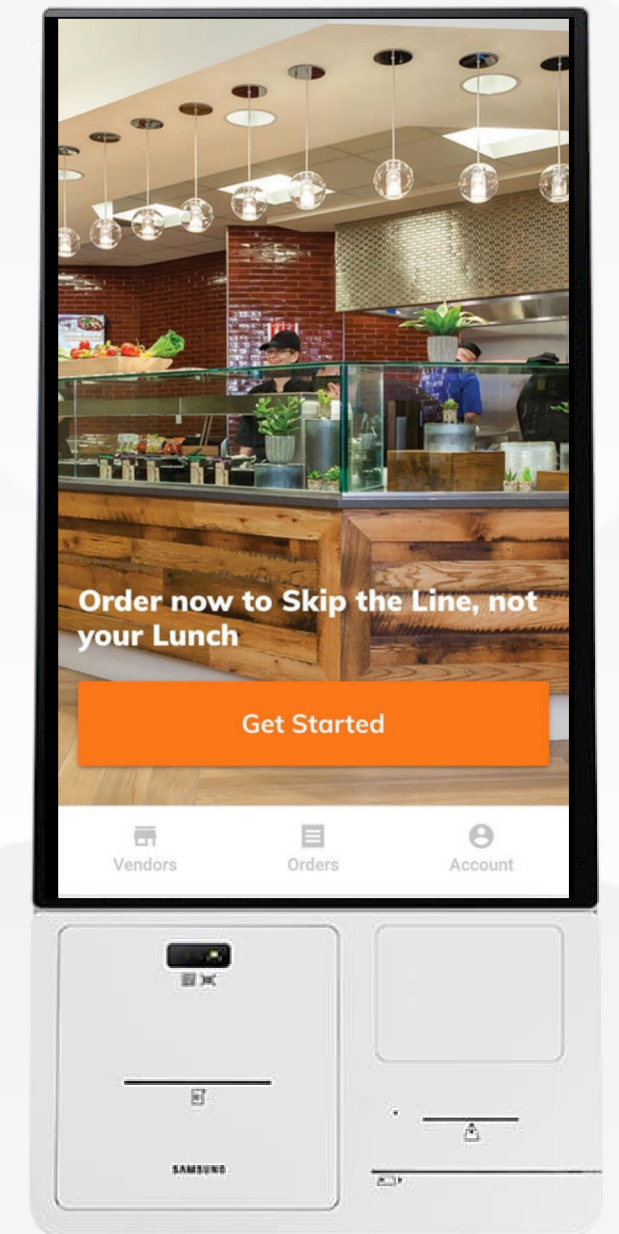 Order now to Skip the Line, not
your Lunch
Get Started
Vendors
Orders
Account
SAMSUNG